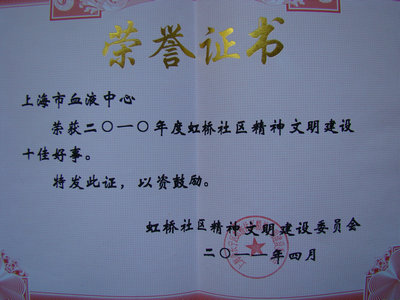 荣誉证书
上海市血液中心
荣获二〇一〇年度虹桥社区精神文明建设
十佳好事。
特发此证，以资鼓励。
虹桥社区精神文明建设委员会
二〇一一年四月